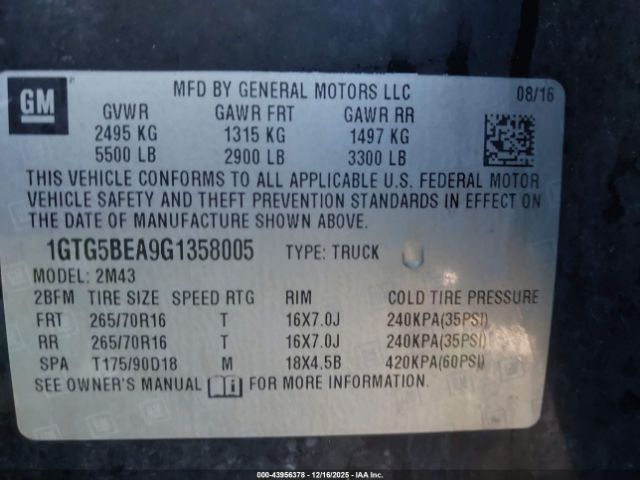 GM
MFD BY GENERAL MOTORS LLC 08/16
GVWR GAWR FRT GAWR RR
2495 KG 1315 KG 1497 KG
5500 LB 2900 LB 3300 LB
THIS VEHICLE CONFORMS TO ALL APPLICABLE U.S. FEDERAL MOTOR
VEHICLE SAFETY AND THEFT PREVENTION STANDARDS IN EFFECT ON
THE DATE OF MANUFACTURE SHOWN ABOVE.
1GTG5BEA9G1358005 TYPE: TRUCK
MODEL: 2M43
2BFM TIRE SIZE SPEED RTG RIM COLD TIRE PRESSURE
FRT 265/70R16 T 16X7.0J 240KPA(35PSI)
RR 265/70R16 T 16X7.0J 240KPA(35PSI)
SPA T175/90D18 M 18X4.5B 420KPA(60PSI)
SEE OWNER'S MANUAL i FOR MORE INFORMATION.
000-43956378 - 12/16/2025 - IAAI, Inc.